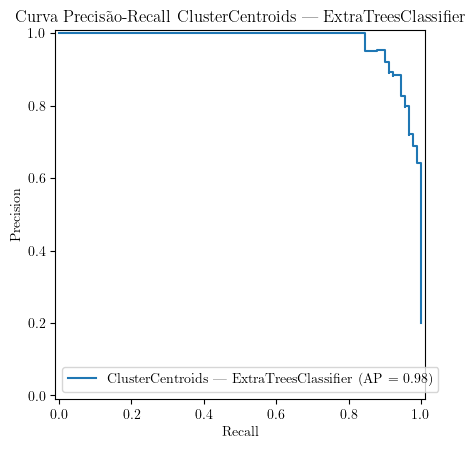 Curva Precisão-Recall ClusterCentroids — ExtraTreesClassifier
1.0
0.8
0.6
0.4
0.2
0.0
Precision
ClusterCentroids — ExtraTreesClassifier (AP = 0.98)
0.0 0.2 0.4 0.6 0.8 1.0
Recall